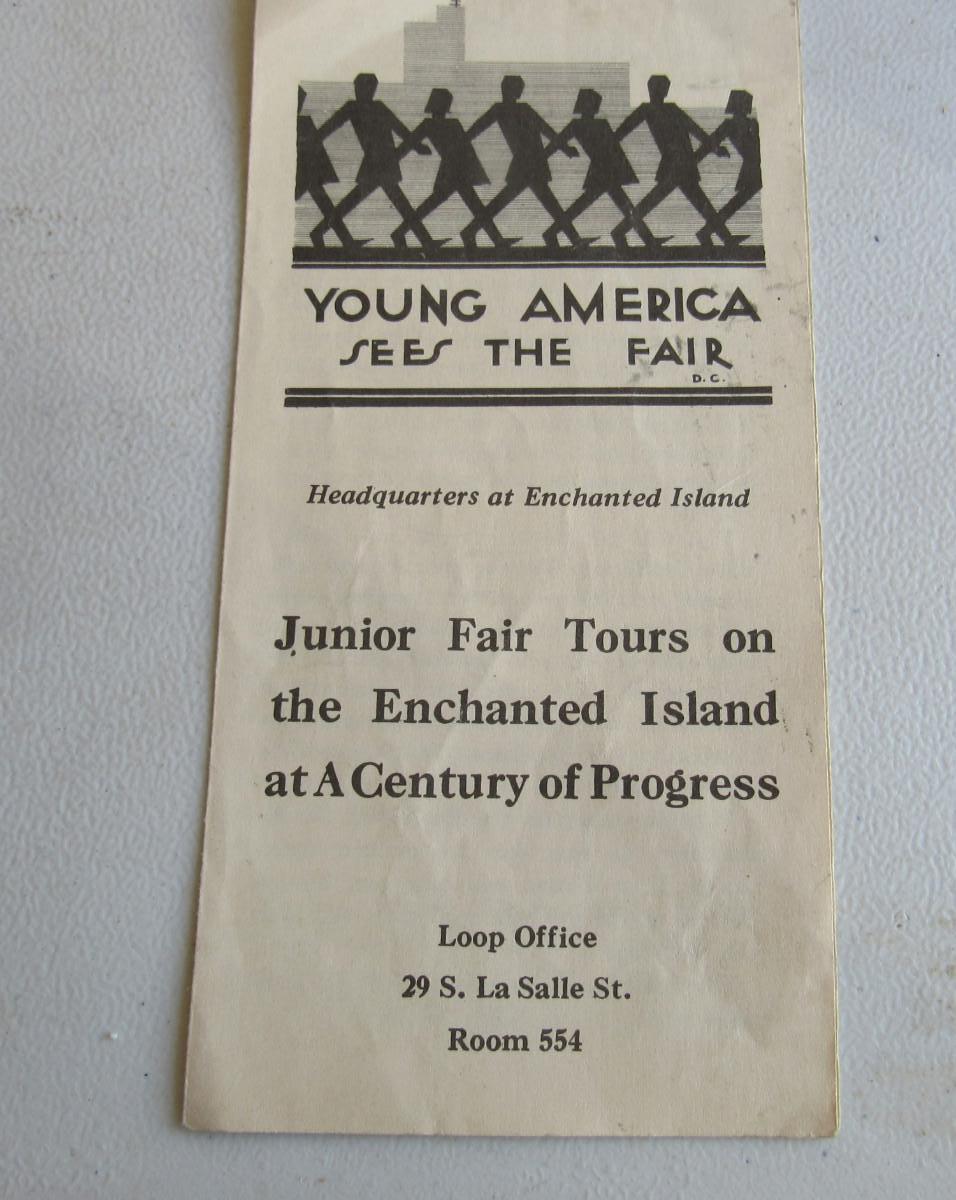 YOUNG AMERICA
SEES THE FAIR
D.C.
Headquarters at Enchanted Island
Junior Fair Tours on
the Enchanted Island
at A Century of Progress
Loop Office
29 S. La Salle St.
Room 554